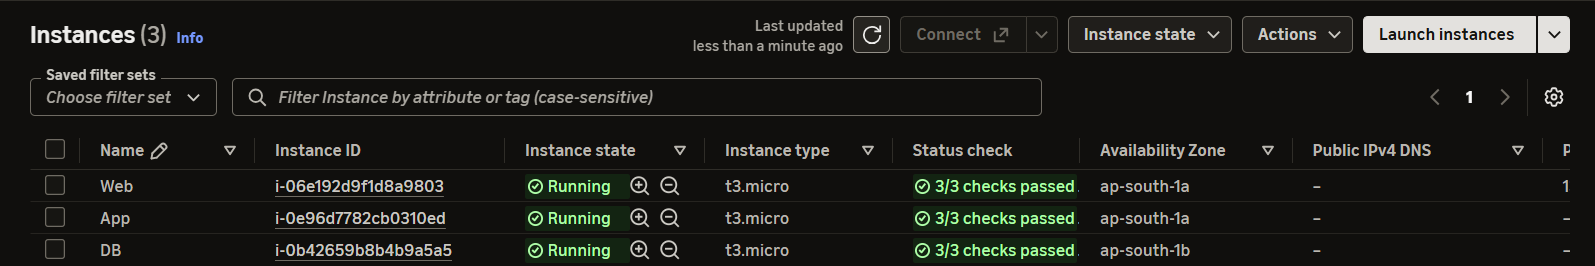 Instances (3) Info
Last updated
less than a minute ago
Connect
Instance state
Actions
Launch instances
Saved filter sets
Choose filter set
Filter Instance by attribute or tag (case-sensitive)
1
Name Instance ID Instance state Instance type Status check Availability Zone Public IPv4 DNS
Web i-06e192d9f1d8a9803 Running t3.micro 3/3 checks passed ap-south-1a – 1
App i-0e96d7782cb0310ed Running t3.micro 3/3 checks passed ap-south-1a – –
DB i-0b42659b8b4b9a5a5 Running t3.micro 3/3 checks passed ap-south-1b – –